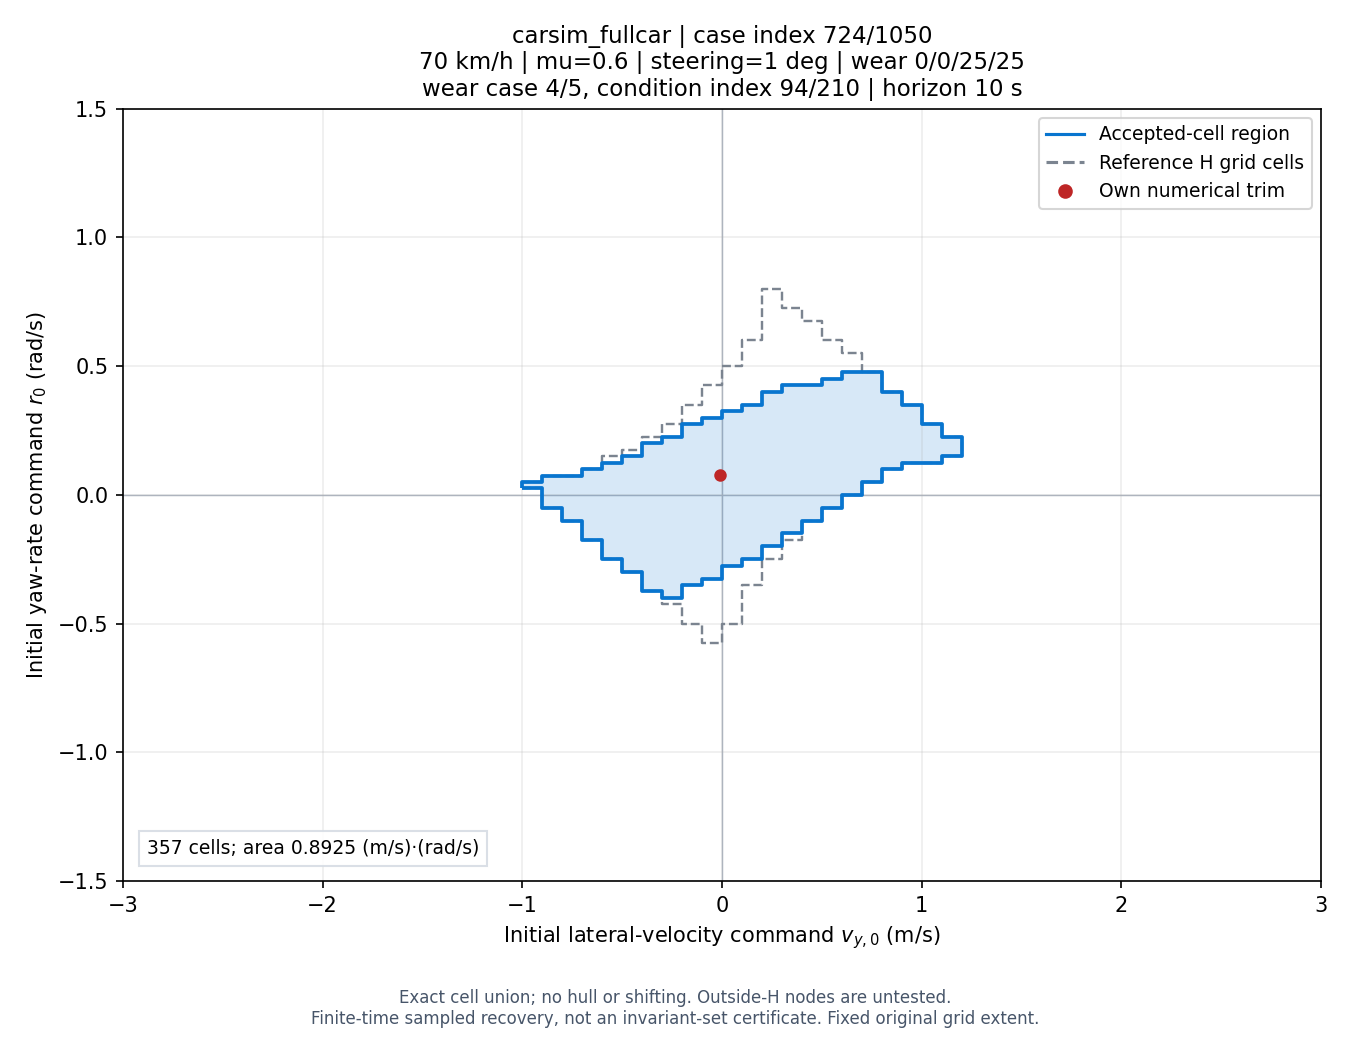 carsim_fullcar | case index 724/1050
70 km/h | mu=0.6 | steering=1 deg | wear 0/0/25/25
wear case 4/5, condition index 94/210 | horizon 10 s
Accepted-cell region
Reference H grid cells
Own numerical trim
1.5
1.0
0.5
0.0
−0.5
−1.0
−1.5
Initial yaw-rate command r₀ (rad/s)
357 cells; area 0.8925 (m/s)·(rad/s)
−3
−2
−1
0
1
2
3
Initial lateral-velocity command v_{y,0} (m/s)
Exact cell union; no hull or shifting. Outside-H nodes are untested.
Finite-time sampled recovery, not an invariant-set certificate. Fixed original grid extent.